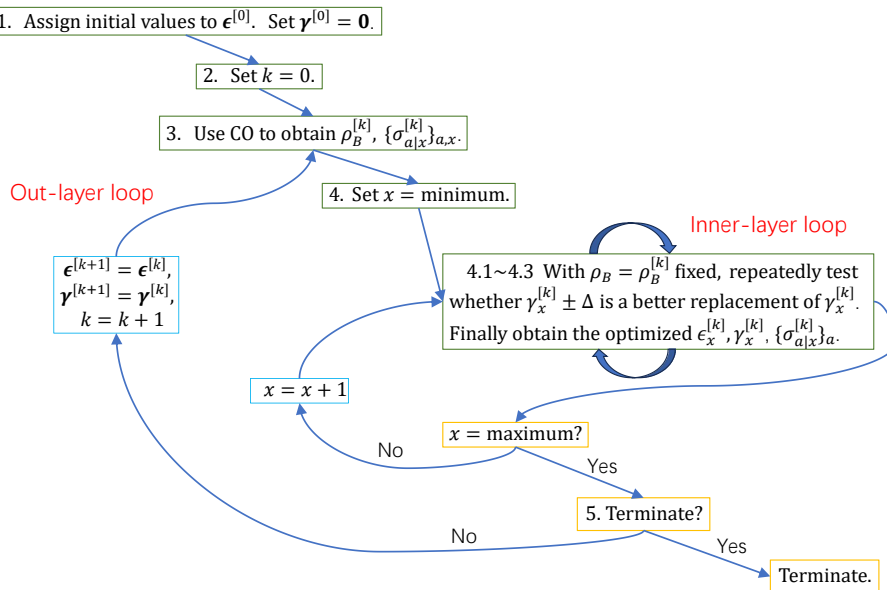 1. Assign initial values to 𝝐^[0]. Set 𝜸^[0] = 𝟎.
2. Set k = 0.
3. Use CO to obtain ρ_B^[k], {σ_{a|x}^[k]}_{a,x}.
Out-layer loop
4. Set x = minimum.
Inner-layer loop
𝝐^[k+1] = 𝝐^[k],
𝜸^[k+1] = 𝜸^[k],
k = k + 1
4.1~4.3 With ρ_B = ρ_B^[k] fixed, repeatedly test
whether γ_x^[k] ± Δ is a better replacement of γ_x^[k].
Finally obtain the optimized ϵ_x^[k], γ_x^[k], {σ_{a|x}^[k]}_a.
x = x + 1
x = maximum?
No
Yes
5. Terminate?
No
Yes
Terminate.